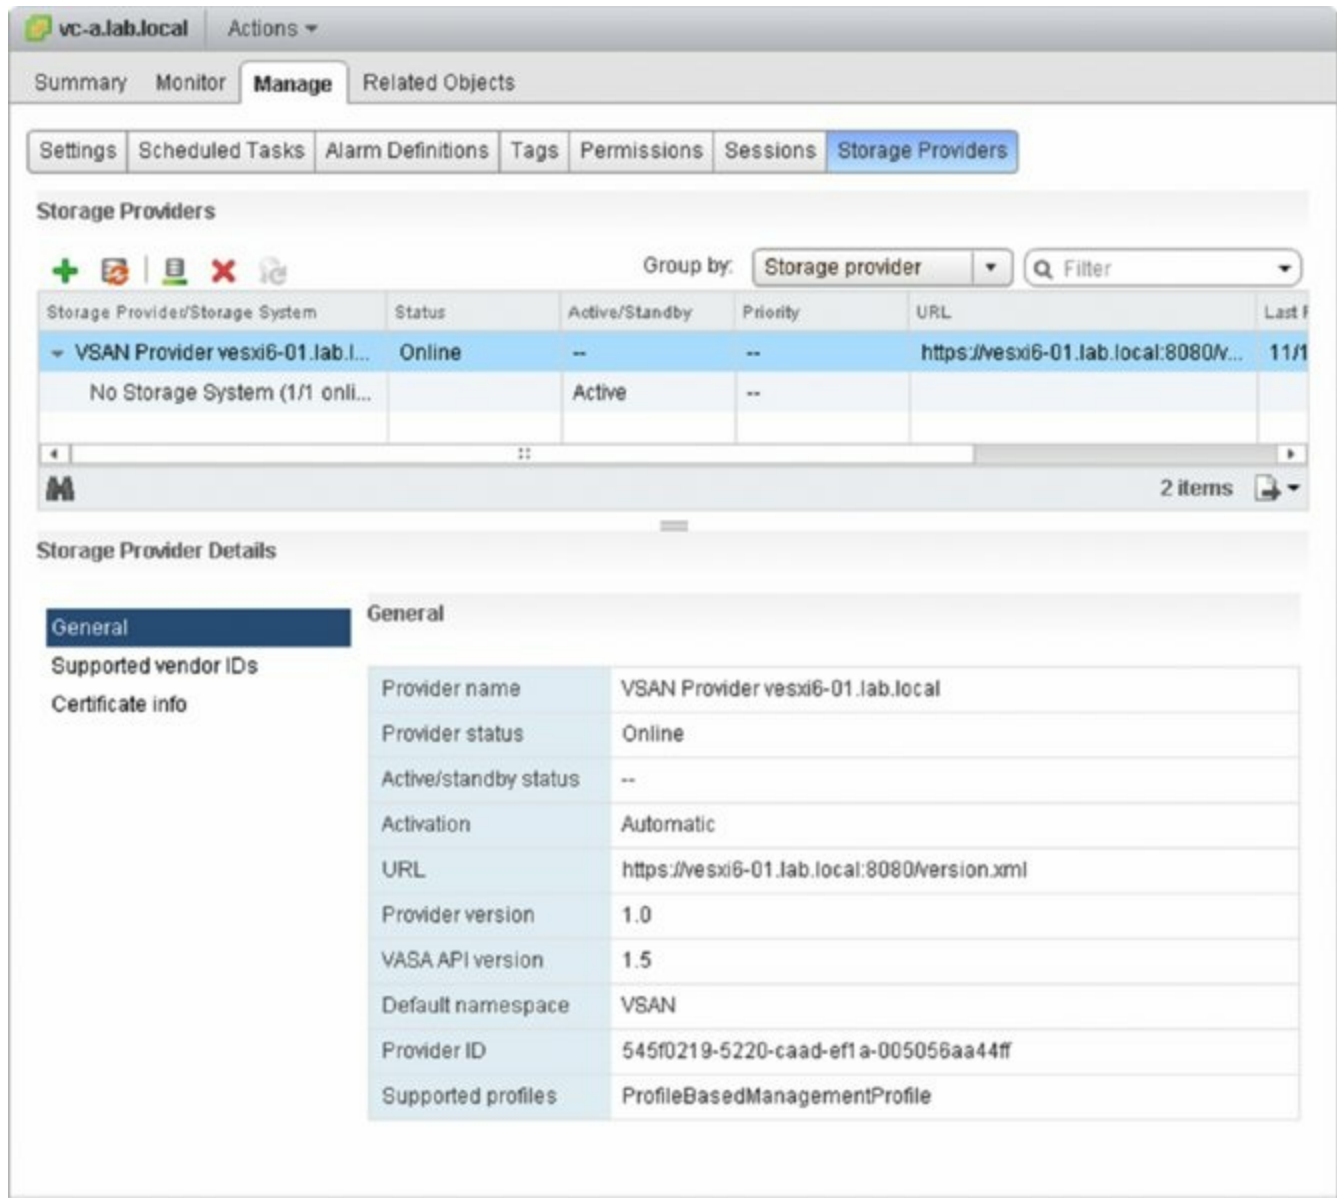 vc-a.lab.local Actions
Summary Monitor Manage Related Objects
Settings Scheduled Tasks Alarm Definitions Tags Permissions Sessions Storage Providers
Storage Providers
Group by: Storage provider Filter
Storage Provider/Storage System Status Active/Standby Priority URL Last
VSAN Provider vesxi6-01.lab.l... Online -- -- https://vesxi6-01.lab.local:8080/v... 11/1
No Storage System (1/1 onli... Active --
2 items
Storage Provider Details
General
General
Supported vendor IDs
Certificate info
Provider name VSAN Provider vesxi6-01.lab.local
Provider status Online
Active/standby status --
Activation Automatic
URL https://vesxi6-01.lab.local:8080/version.xml
Provider version 1.0
VASA API version 1.5
Default namespace VSAN
Provider ID 545f0219-5220-caad-ef1a-005056aa44ff
Supported profiles ProfileBasedManagementProfile